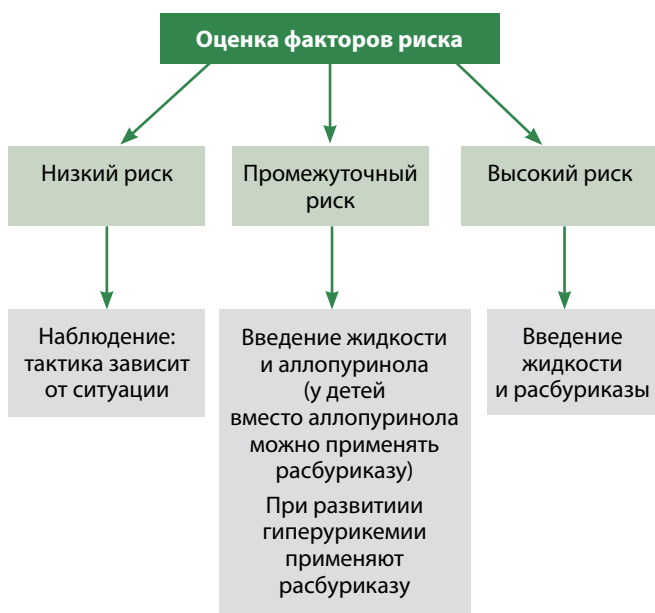 Оценка факторов риска
Низкий риск
Промежуточный
риск
Высокий риск
Наблюдение:
тактика зависит
от ситуации
Введение жидкости
и аллопуринола
(у детей
вместо аллопуринола
можно применять
расбуриказу)
При развитиии
гиперурикемии
применяют
расбуриказу
Введение
жидкости
и расбуриказы